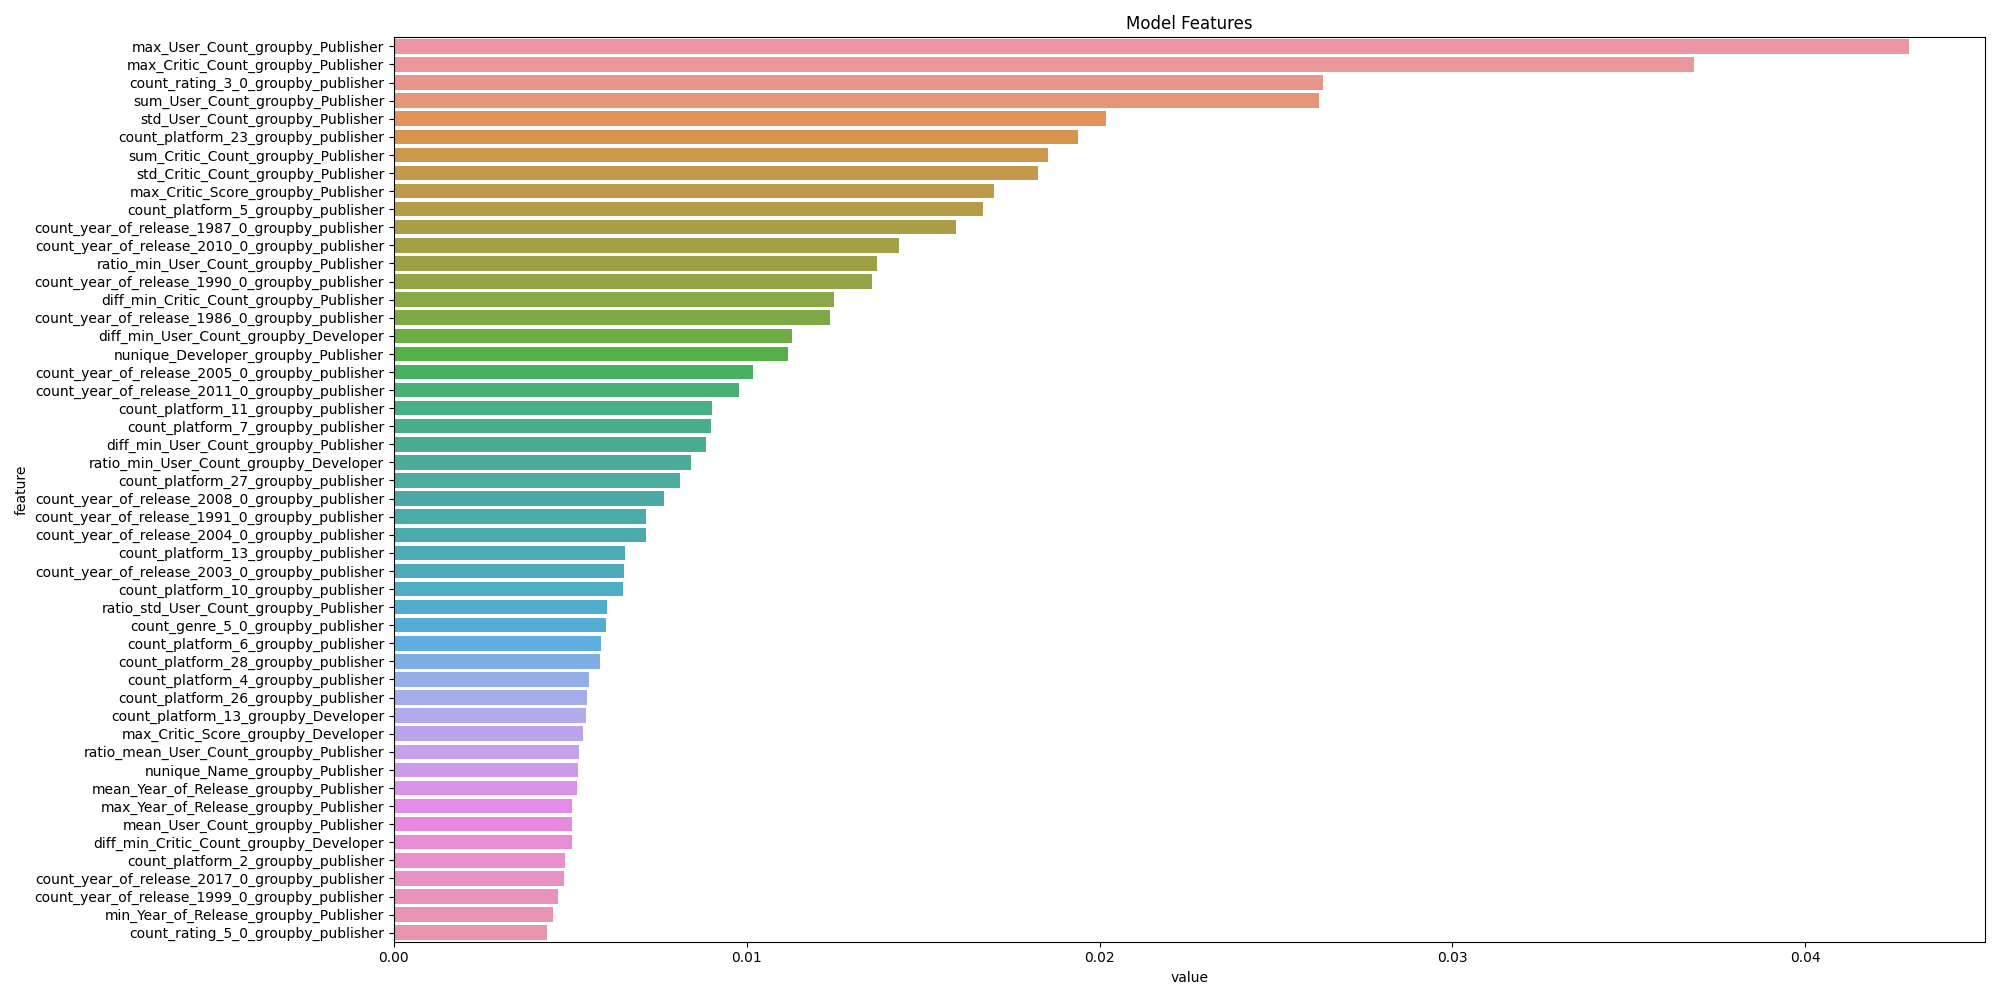 Model Features
max_User_Count_groupby_Publisher
max_Critic_Count_groupby_Publisher
count_rating_3_0_groupby_publisher
sum_User_Count_groupby_Publisher
std_User_Count_groupby_Publisher
count_platform_23_groupby_publisher
sum_Critic_Count_groupby_Publisher
std_Critic_Count_groupby_Publisher
max_Critic_Score_groupby_Publisher
count_platform_5_groupby_publisher
count_year_of_release_1987_0_groupby_publisher
count_year_of_release_2010_0_groupby_publisher
ratio_min_User_Count_groupby_Publisher
count_year_of_release_1990_0_groupby_publisher
diff_min_Critic_Count_groupby_Publisher
count_year_of_release_1986_0_groupby_publisher
diff_min_User_Count_groupby_Developer
nunique_Developer_groupby_Publisher
count_year_of_release_2005_0_groupby_publisher
count_year_of_release_2011_0_groupby_publisher
count_platform_11_groupby_publisher
count_platform_7_groupby_publisher
diff_min_User_Count_groupby_Publisher
ratio_min_User_Count_groupby_Developer
count_platform_27_groupby_publisher
count_year_of_release_2008_0_groupby_publisher
count_year_of_release_1991_0_groupby_publisher
count_year_of_release_2004_0_groupby_publisher
count_platform_13_groupby_publisher
count_year_of_release_2003_0_groupby_publisher
count_platform_10_groupby_publisher
ratio_std_User_Count_groupby_Publisher
count_genre_5_0_groupby_publisher
count_platform_6_groupby_publisher
count_platform_28_groupby_publisher
count_platform_4_groupby_publisher
count_platform_26_groupby_publisher
count_platform_13_groupby_Developer
max_Critic_Score_groupby_Developer
ratio_mean_User_Count_groupby_Publisher
nunique_Name_groupby_Publisher
mean_Year_of_Release_groupby_Publisher
max_Year_of_Release_groupby_Publisher
mean_User_Count_groupby_Publisher
diff_min_Critic_Count_groupby_Developer
count_platform_2_groupby_publisher
count_year_of_release_2017_0_groupby_publisher
count_year_of_release_1999_0_groupby_publisher
min_Year_of_Release_groupby_Publisher
count_rating_5_0_groupby_publisher
feature
0.00 0.01 0.02 0.03 0.04
value